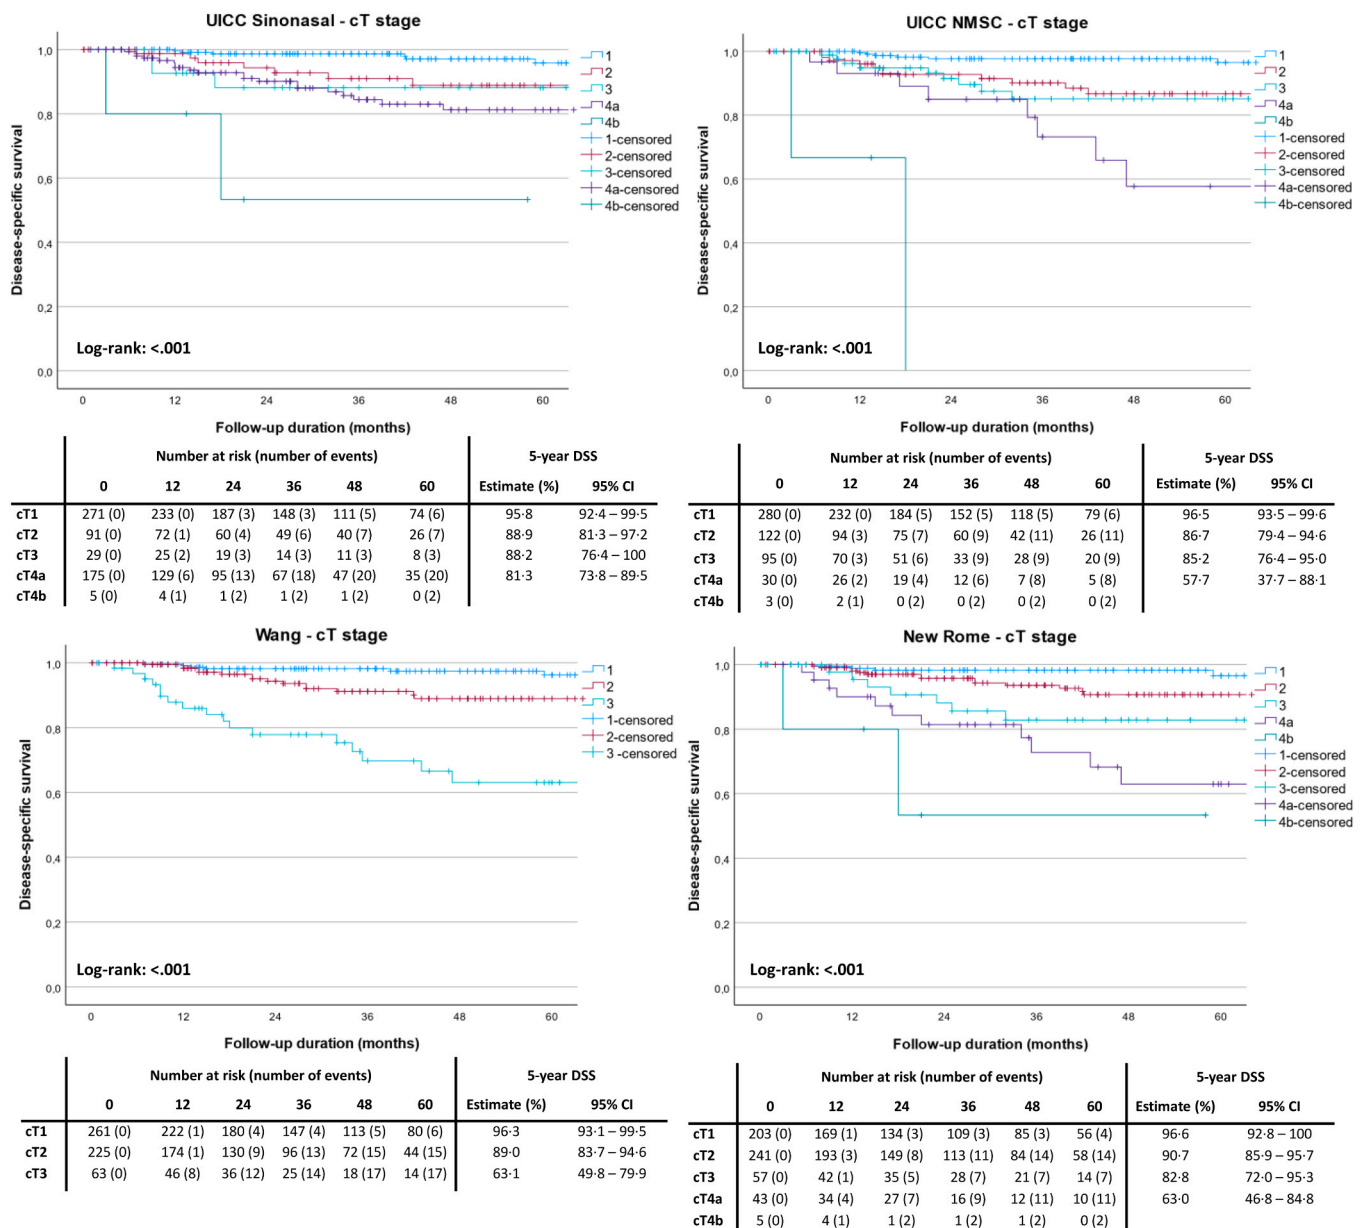 UICC Sinonasal - cT stage
Disease-specific survival
1,0
0,8
0,6
0,4
0,2
0,0
Log-rank: <.001
0 12 24 36 48 60
Follow-up duration (months)
1
2
3
4a
4b
1-censored
2-censored
3-censored
4a-censored
4b-censored
Number at risk (number of events) 5-year DSS
0 12 24 36 48 60 Estimate (%) 95% CI
cT1 271 (0) 233 (0) 187 (3) 148 (3) 111 (5) 74 (6) 95·8 92·4 – 99·5
cT2 91 (0) 72 (1) 60 (4) 49 (6) 40 (7) 26 (7) 88·9 81·3 – 97·2
cT3 29 (0) 25 (2) 19 (3) 14 (3) 11 (3) 8 (3) 88·2 76·4 – 100
cT4a 175 (0) 129 (6) 95 (13) 67 (18) 47 (20) 35 (20) 81·3 73·8 – 89·5
cT4b 5 (0) 4 (1) 1 (2) 1 (2) 1 (2) 0 (2)
UICC NMSC - cT stage
Disease-specific survival
1,0
0,8
0,6
0,4
0,2
0,0
Log-rank: <.001
0 12 24 36 48 60
Follow-up duration (months)
1
2
3
4a
4b
1-censored
2-censored
3-censored
4a-censored
4b-censored
Number at risk (number of events) 5-year DSS
0 12 24 36 48 60 Estimate (%) 95% CI
cT1 280 (0) 232 (0) 184 (5) 152 (5) 118 (5) 79 (6) 96·5 93·5 – 99·6
cT2 122 (0) 94 (3) 75 (7) 60 (9) 42 (11) 26 (11) 86·7 79·4 – 94·6
cT3 95 (0) 70 (3) 51 (6) 33 (9) 28 (9) 20 (9) 85·2 76·4 – 95·0
cT4a 30 (0) 26 (2) 19 (4) 12 (6) 7 (8) 5 (8) 57·7 37·7 – 88·1
cT4b 3 (0) 2 (1) 0 (2) 0 (2) 0 (2) 0 (2)
Wang - cT stage
Disease-specific survival
1,0
0,8
0,6
0,4
0,2
0,0
Log-rank: <.001
0 12 24 36 48 60
Follow-up duration (months)
1
2
3
1-censored
2-censored
3 -censored
Number at risk (number of events) 5-year DSS
0 12 24 36 48 60 Estimate (%) 95% CI
cT1 261 (0) 222 (1) 180 (4) 147 (4) 113 (5) 80 (6) 96·3 93·1 – 99·5
cT2 225 (0) 174 (1) 130 (9) 96 (13) 72 (15) 44 (15) 89·0 83·7 – 94·6
cT3 63 (0) 46 (8) 36 (12) 25 (14) 18 (17) 14 (17) 63·1 49·8 – 79·9
New Rome - cT stage
Disease-specific survival
1,0
0,8
0,6
0,4
0,2
0,0
Log-rank: <.001
0 12 24 36 48 60
Follow-up duration (months)
1
2
3
4a
4b
1-censored
2-censored
3-censored
4a-censored
4b-censored
Number at risk (number of events) 5-year DSS
0 12 24 36 48 60 Estimate (%) 95% CI
cT1 203 (0) 169 (1) 134 (3) 109 (3) 85 (3) 56 (4) 96·6 92·8 – 100
cT2 241 (0) 193 (3) 149 (8) 113 (11) 84 (14) 58 (14) 90·7 85·9 – 95·7
cT3 57 (0) 42 (1) 35 (5) 28 (7) 21 (7) 14 (7) 82·8 72·0 – 95·3
cT4a 43 (0) 34 (4) 27 (7) 16 (9) 12 (11) 10 (11) 63·0 46·8 – 84·8
cT4b 5 (0) 4 (1) 1 (2) 1 (2) 1 (2) 0 (2)